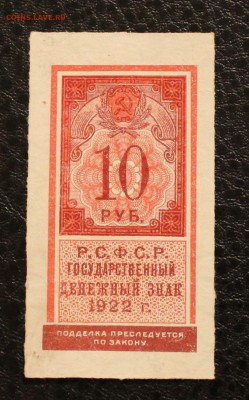 coins.lave.ru
10
РУБ.
Р.С.Ф.С.Р.
ГОСУДАРСТВЕННЫЙ
ДЕНЕЖНЫЙ ЗНАК
1922 г.
ПОДДЕЛКА ПРЕСЛЕДУЕТСЯ
ПО ЗАКОНУ.